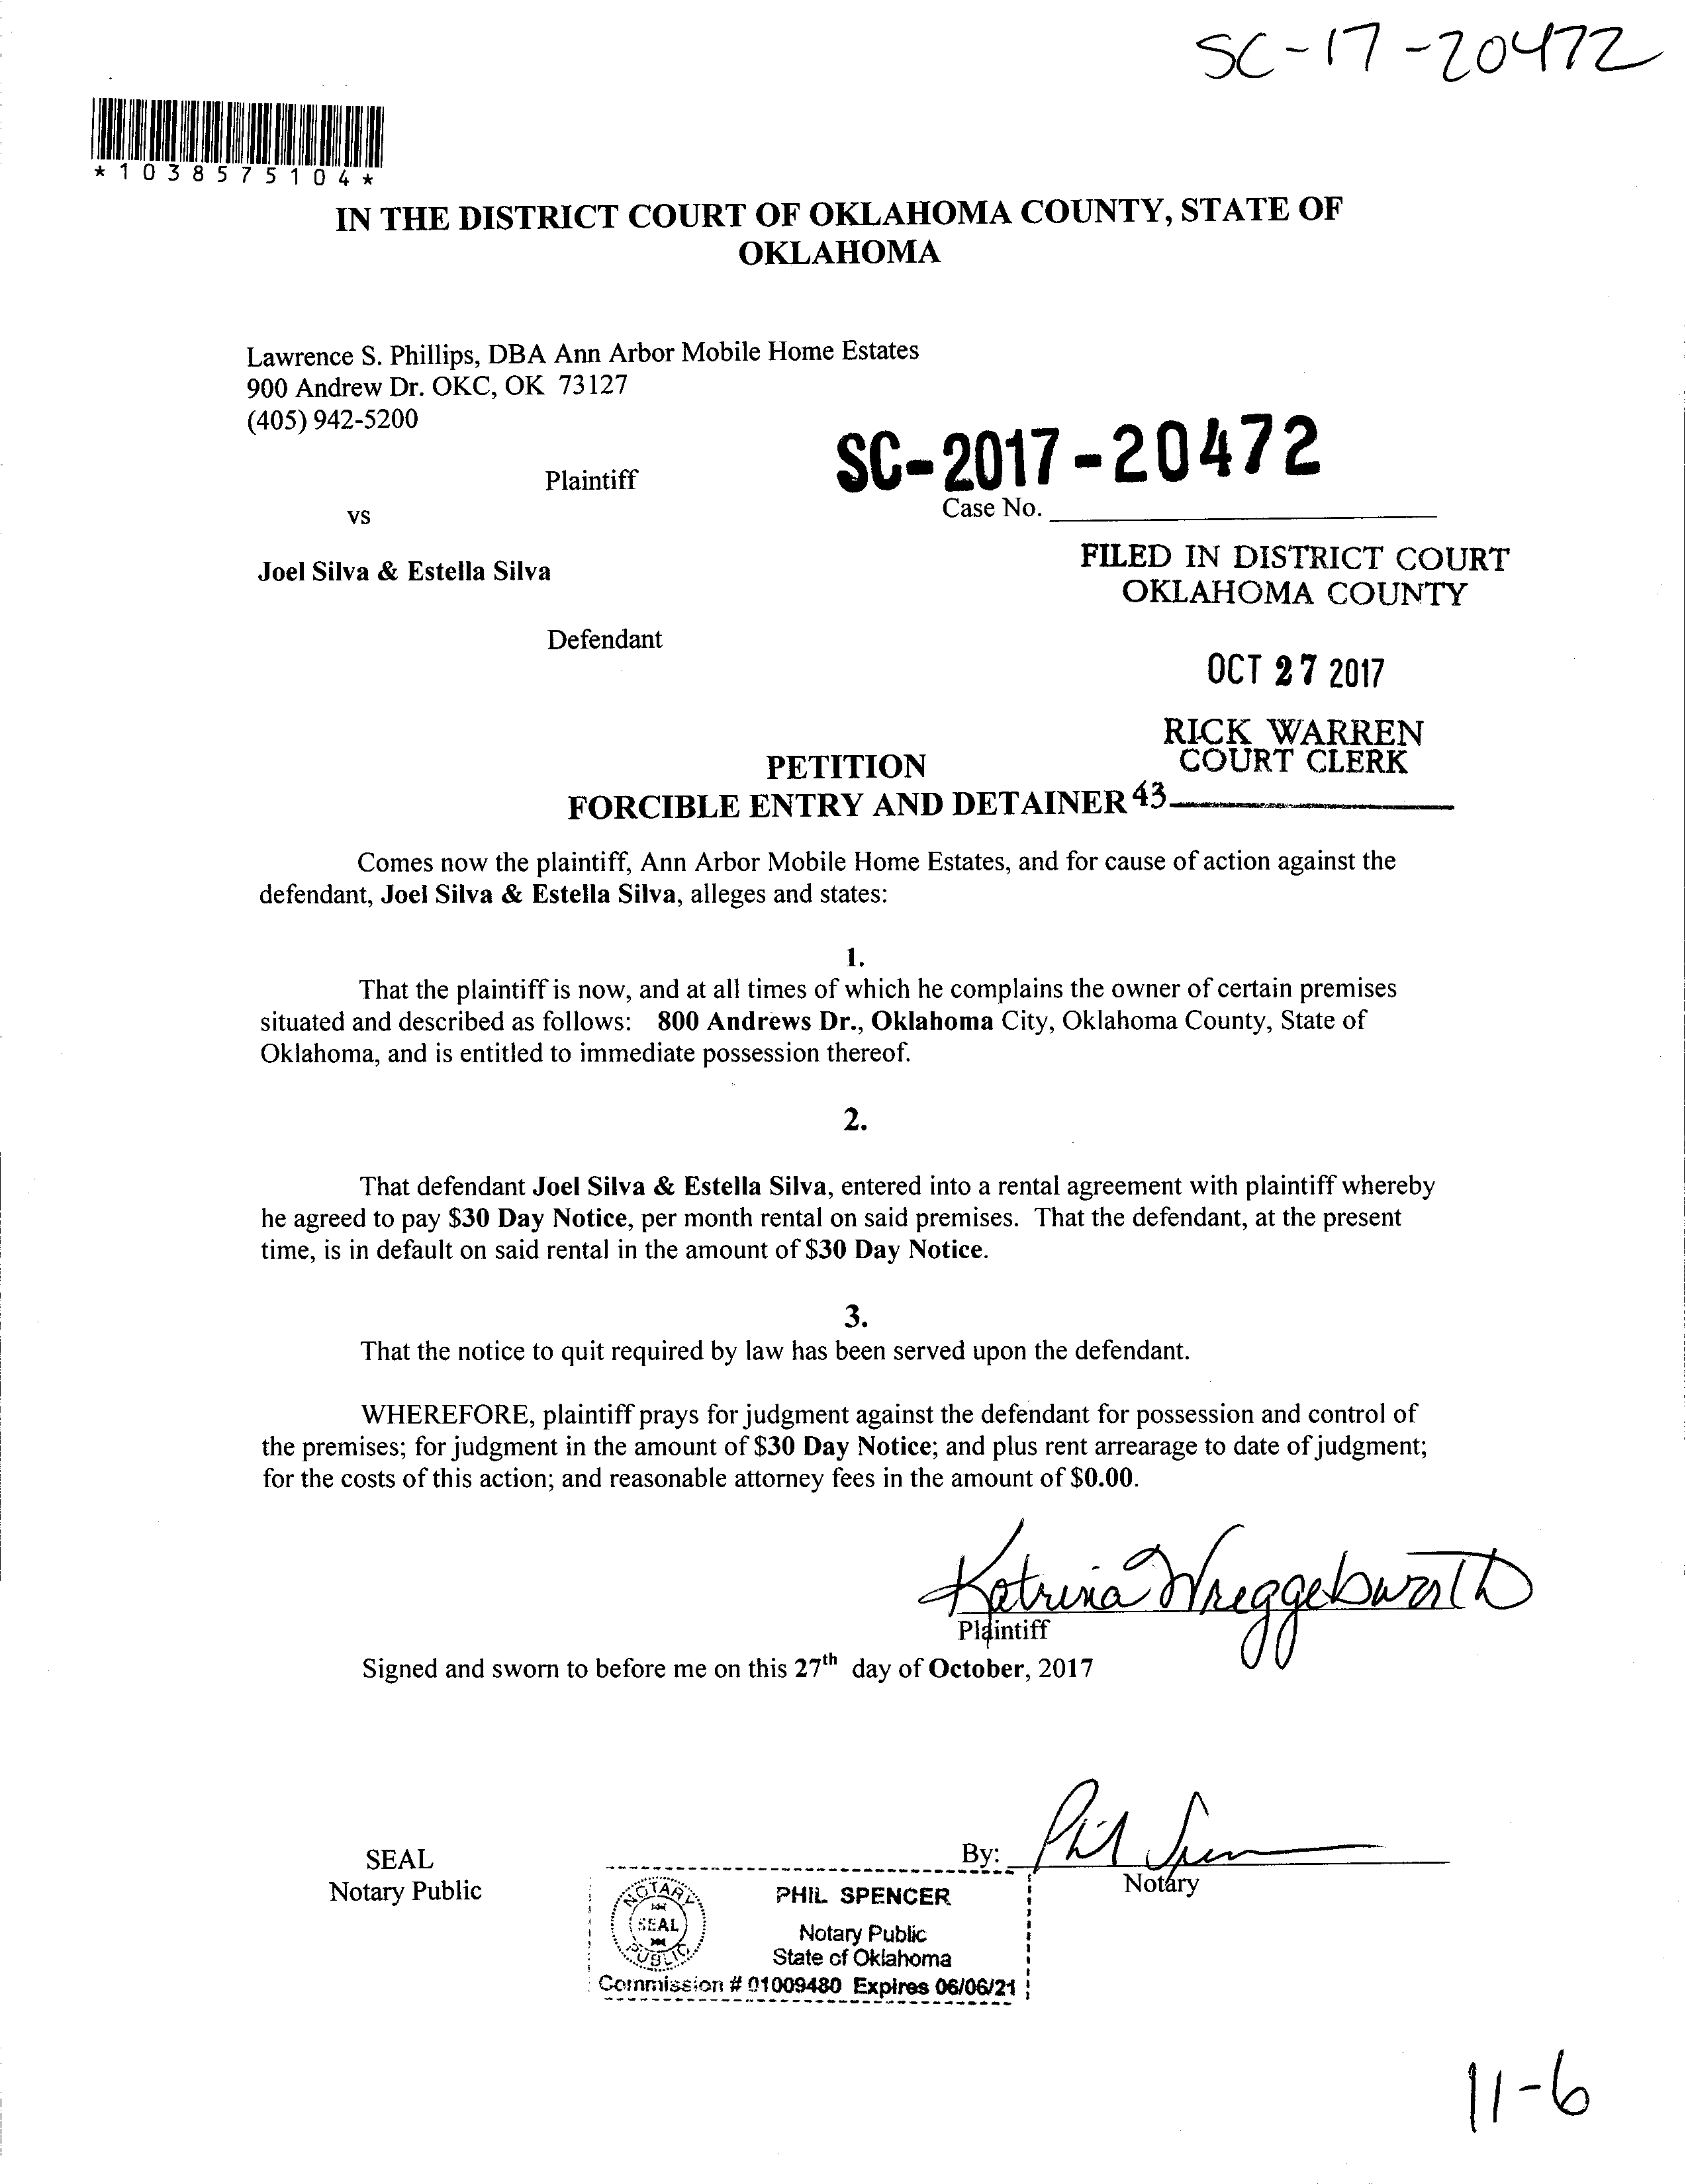 SC-17-20472
*1038575104*
IN THE DISTRICT COURT OF OKLAHOMA COUNTY, STATE OF
OKLAHOMA
Lawrence S. Phillips, DBA Ann Arbor Mobile Home Estates
900 Andrew Dr. OKC, OK 73127
(405) 942-5200
Plaintiff
SC-2017-20472
vs
Case No.
Joel Silva & Estella Silva
FILED IN DISTRICT COURT
OKLAHOMA COUNTY
Defendant
OCT 27 2017
RICK WARREN
COURT CLERK
PETITION
FORCIBLE ENTRY AND DETAINER
43
Comes now the plaintiff, Ann Arbor Mobile Home Estates, and for cause of action against the
defendant, Joel Silva & Estella Silva, alleges and states:
1.
That the plaintiff is now, and at all times of which he complains the owner of certain premises
situated and described as follows: 800 Andrews Dr., Oklahoma City, Oklahoma County, State of
Oklahoma, and is entitled to immediate possession thereof.
2.
That defendant Joel Silva & Estella Silva, entered into a rental agreement with plaintiff whereby
he agreed to pay $30 Day Notice, per month rental on said premises. That the defendant, at the present
time, is in default on said rental in the amount of $30 Day Notice.
3.
That the notice to quit required by law has been served upon the defendant.
WHEREFORE, plaintiff prays for judgment against the defendant for possession and control of
the premises; for judgment in the amount of $30 Day Notice; and plus rent arrearage to date of judgment;
for the costs of this action; and reasonable attorney fees in the amount of $0.00.
Katrina Wreggelsworth
Plaintiff
Signed and sworn to before me on this 27th day of October, 2017
SEAL
Notary Public
By: Phil Spencer
Notary
NOTARY
SEAL
PUBLIC
PHIL SPENCER
Notary Public
State of Oklahoma
Commission # 01009480 Expires 06/06/21
11-6